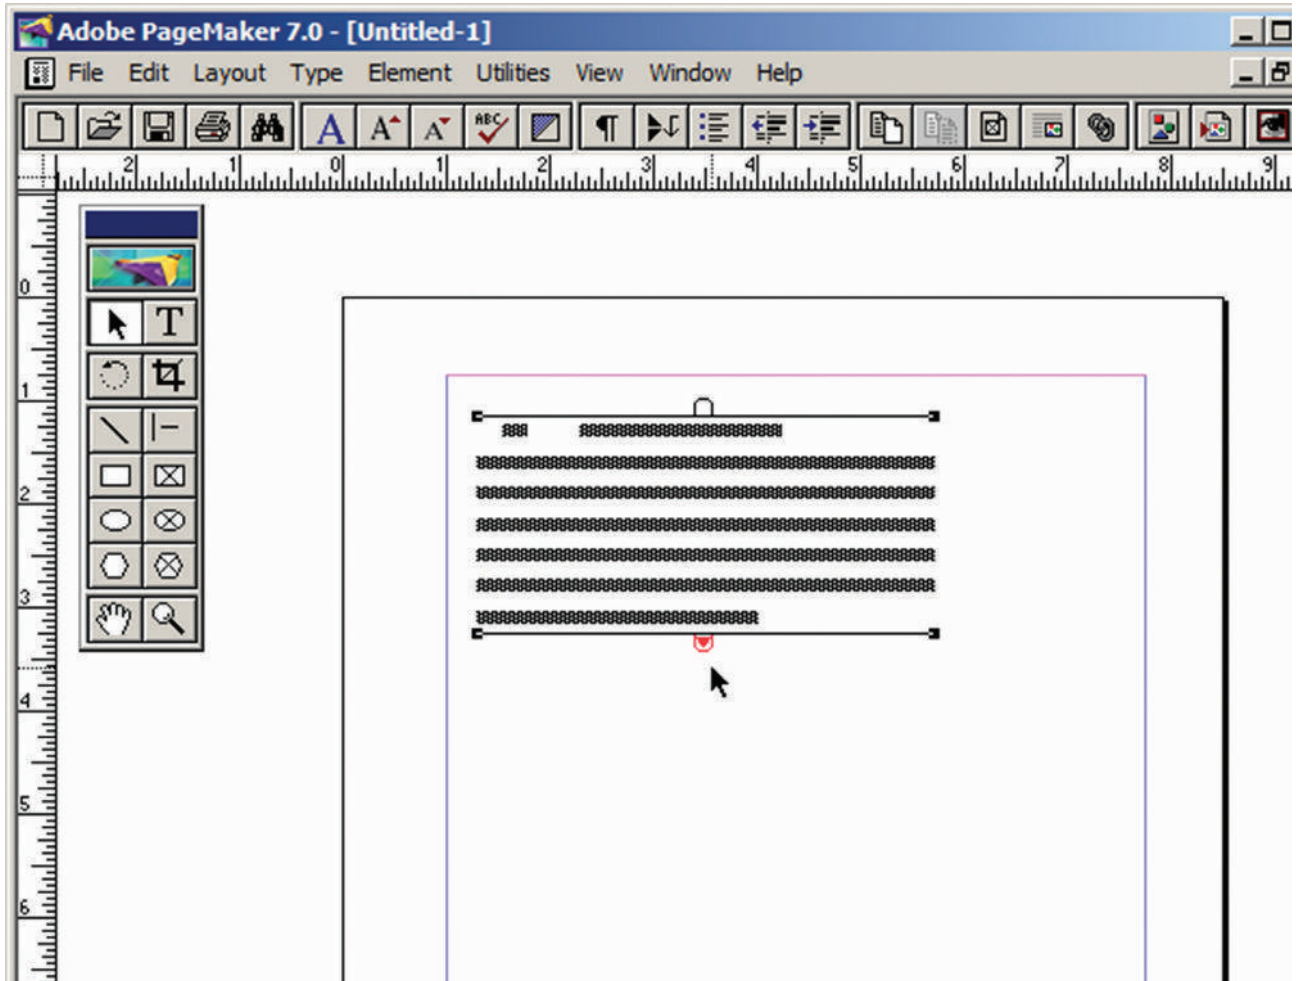 Adobe PageMaker 7.0 - [Untitled-1]
File Edit Layout Type Element Utilities View Window Help
A A A ABC ¶
2 1 0 1 2 3 4 5 6 7 8 9
0
T
1
2
3
4
5
6